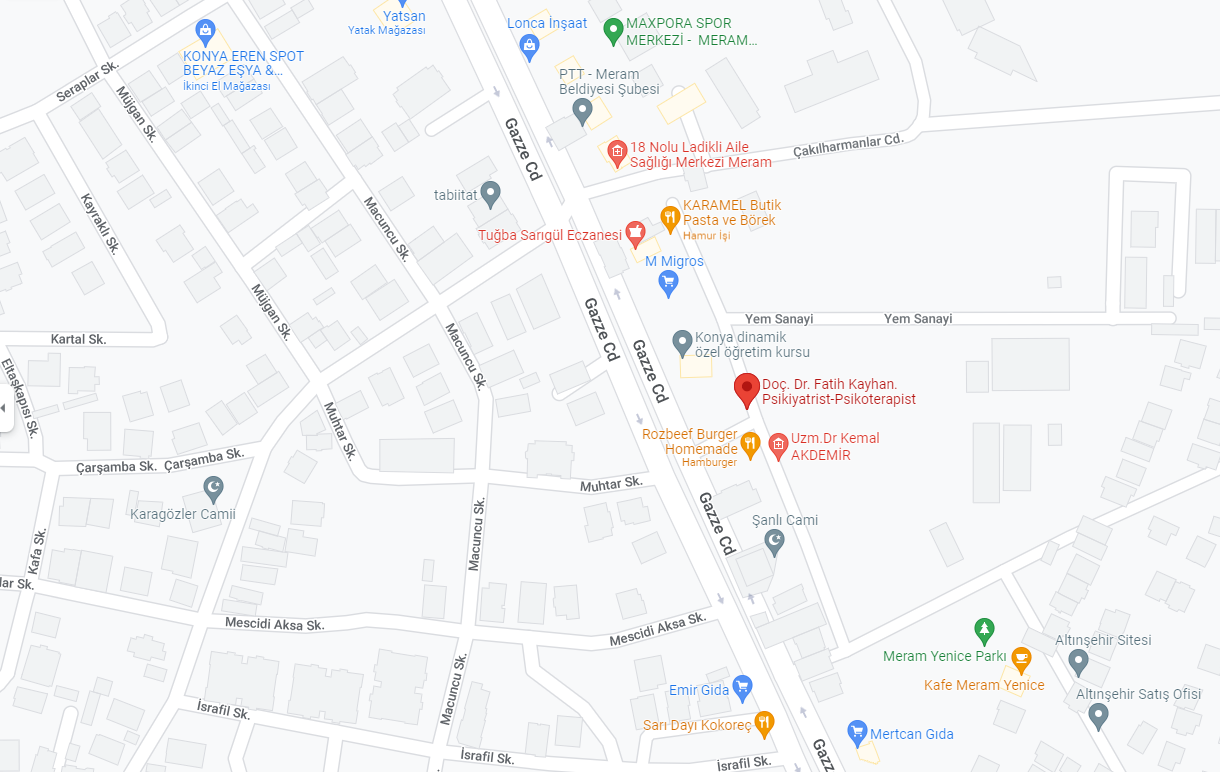 Yatsan
Yatak Mağazası
Lonca İnşaat
MAXPORA SPOR
MERKEZİ - MERAM...
KONYA EREN SPOT
BEYAZ EŞYA &...
İkinci El Mağazası
Seraplar Sk.
PTT - Meram
Beldiyesi Şubesi
Müjgan Sk.
Gazze Cd
18 Nolu Ladikli Aile
Sağlığı Merkezi Meram
Çakılharmanlar Cd.
tabiitat
Kayraklı Sk.
Macuncu Sk.
KARAMEL Butik
Pasta ve Börek
Hamur İşi
Tuğba Sarıgül Eczanesi
M Migros
Müjgan Sk.
Gazze Cd
Yem Sanayi
Yem Sanayi
Kartal Sk.
Macuncu Sk.
Gazze Cd
Konya dinamik
özel öğretim kursu
Eltaşkapısı Sk.
Doç. Dr. Fatih Kayhan.
Psikiyatrist-Psikoterapist
Muhtar Sk.
Rozbeef Burger
Homemade
Hamburger
Uzm.Dr Kemal
AKDEMİR
Çarşamba Sk.
Çarşamba Sk.
Muhtar Sk.
Karagözler Camii
Gazze Cd
Şanlı Cami
Macuncu Sk.
Kafa Sk.
lar Sk.
Mescidi Aksa Sk.
Mescidi Aksa Sk.
Meram Yenice Parkı
Altınşehir Sitesi
Kafe Meram Yenice
Macuncu Sk.
Emir Gida
Altınşehir Satış Ofisi
İsrafil Sk.
Sarı Dayı Kokoreç
Mertcan Gıda
Gazze
İsrafil Sk.
İsrafil Sk.